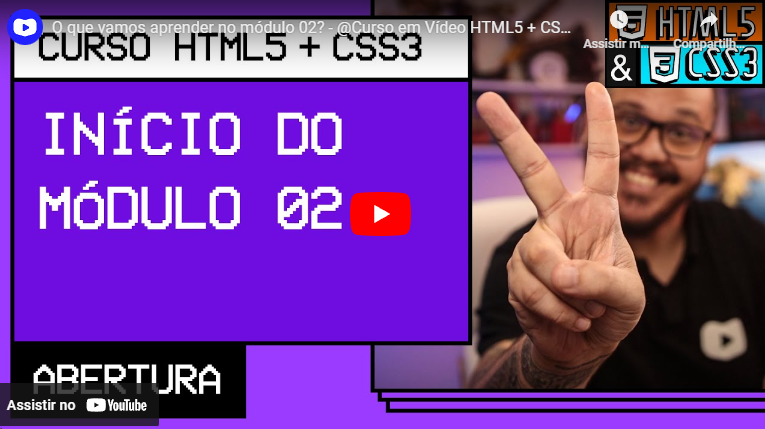 O que vamos aprender no módulo 02? - @Curso em Vídeo HTML5 + CS...
Assistir m...
Compartilh...
CURSO HTML5 + CSS3
HTML5
& CSS3
INÍCIO DO
MÓDULO 02
ABERTURA
Assistir no YouTube